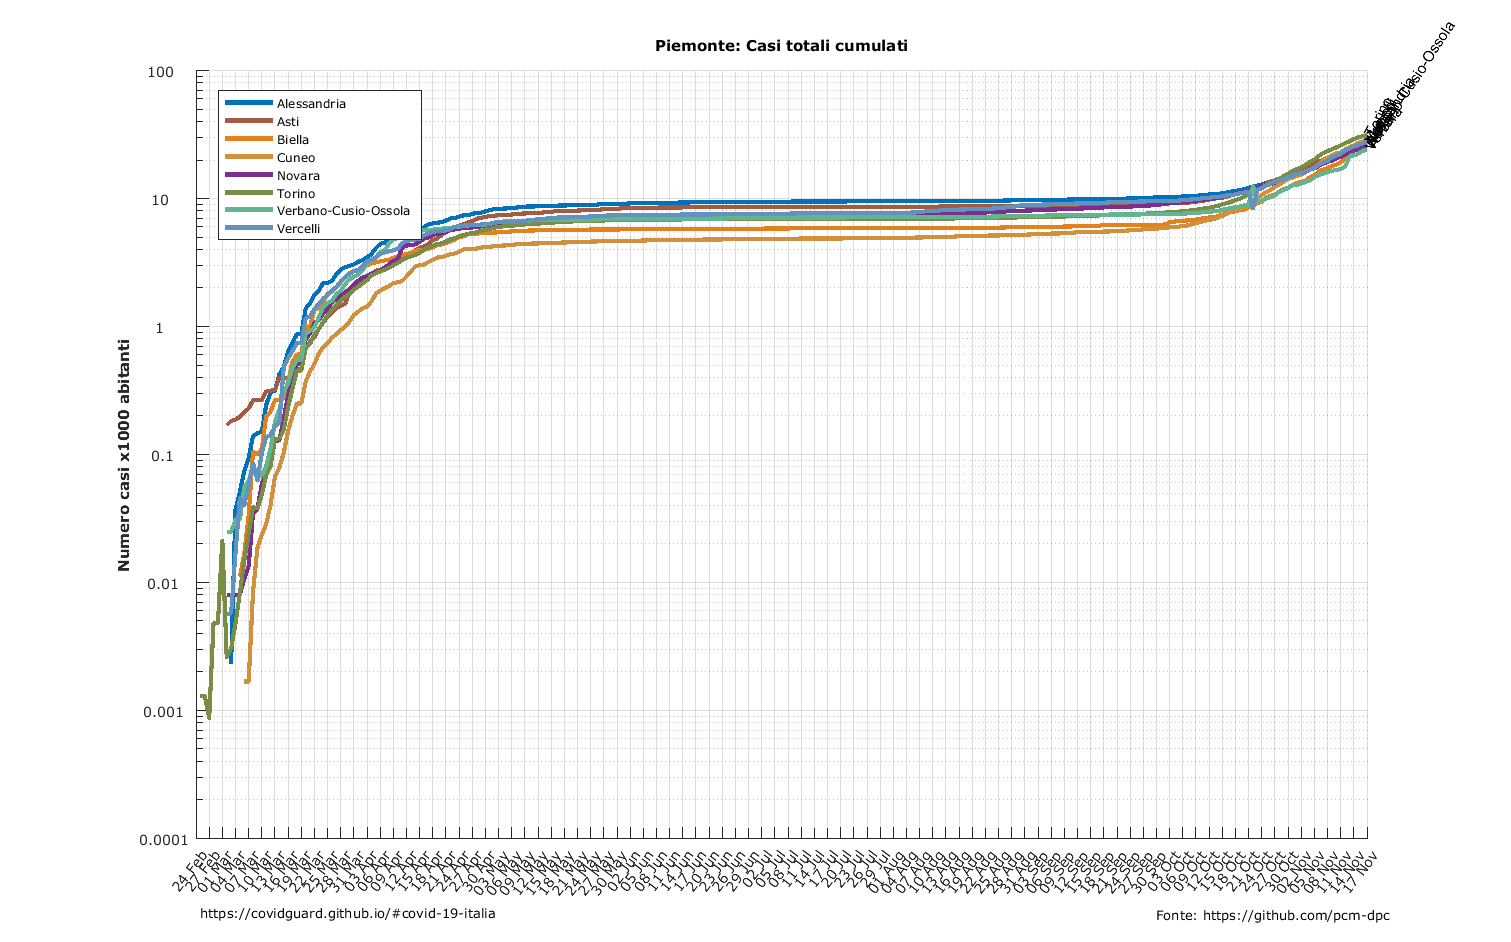 Piemonte: Casi totali cumulati
Numero casi x1000 abitanti
100
10
1
0.1
0.01
0.001
0.0001
Alessandria
Asti
Biella
Cuneo
Novara
Torino
Verbano-Cusio-Ossola
Vercelli
Torino
24 Feb
27 Feb
01 Mar
04 Mar
07 Mar
10 Mar
13 Mar
16 Mar
19 Mar
22 Mar
25 Mar
28 Mar
31 Mar
03 Apr
06 Apr
09 Apr
12 Apr
15 Apr
18 Apr
21 Apr
24 Apr
27 Apr
30 Apr
03 May
06 May
09 May
12 May
15 May
18 May
21 May
24 May
27 May
30 May
02 Jun
05 Jun
08 Jun
11 Jun
14 Jun
17 Jun
20 Jun
23 Jun
26 Jun
29 Jun
02 Jul
05 Jul
08 Jul
11 Jul
14 Jul
17 Jul
20 Jul
23 Jul
26 Jul
29 Jul
01 Aug
04 Aug
07 Aug
10 Aug
13 Aug
16 Aug
19 Aug
22 Aug
25 Aug
28 Aug
31 Aug
03 Sep
06 Sep
09 Sep
12 Sep
15 Sep
18 Sep
21 Sep
24 Sep
27 Sep
30 Sep
03 Oct
06 Oct
09 Oct
12 Oct
15 Oct
18 Oct
21 Oct
24 Oct
27 Oct
30 Oct
02 Nov
05 Nov
08 Nov
11 Nov
14 Nov
17 Nov
https://covidguard.github.io/#covid-19-italia
Fonte: https://github.com/pcm-dpc